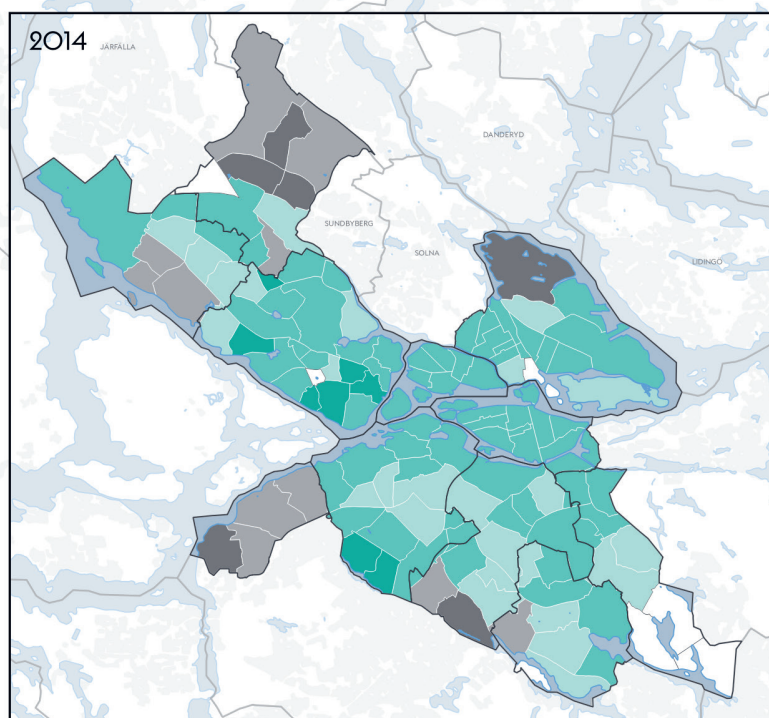 2014
JÄRFÄLLA
DANDERYD
SUNDBYBERG
SOLNA
LIDINGÖ